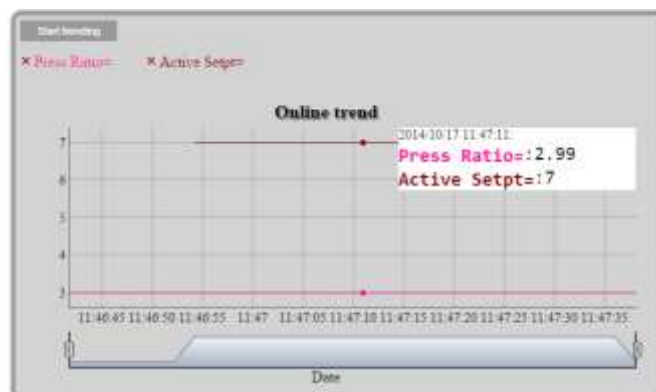 Start trending
× Press Ratio= × Active Setpt=
Online trend
2014/10/17 11:47:11:
Press Ratio=:2.99
Active Setpt=:7
7
6
5
4
3
11:46:45 11:46:50 11:46:55 11:47 11:47:05 11:47:10 11:47:15 11:47:20 11:47:25 11:47:30 11:47:35
Date